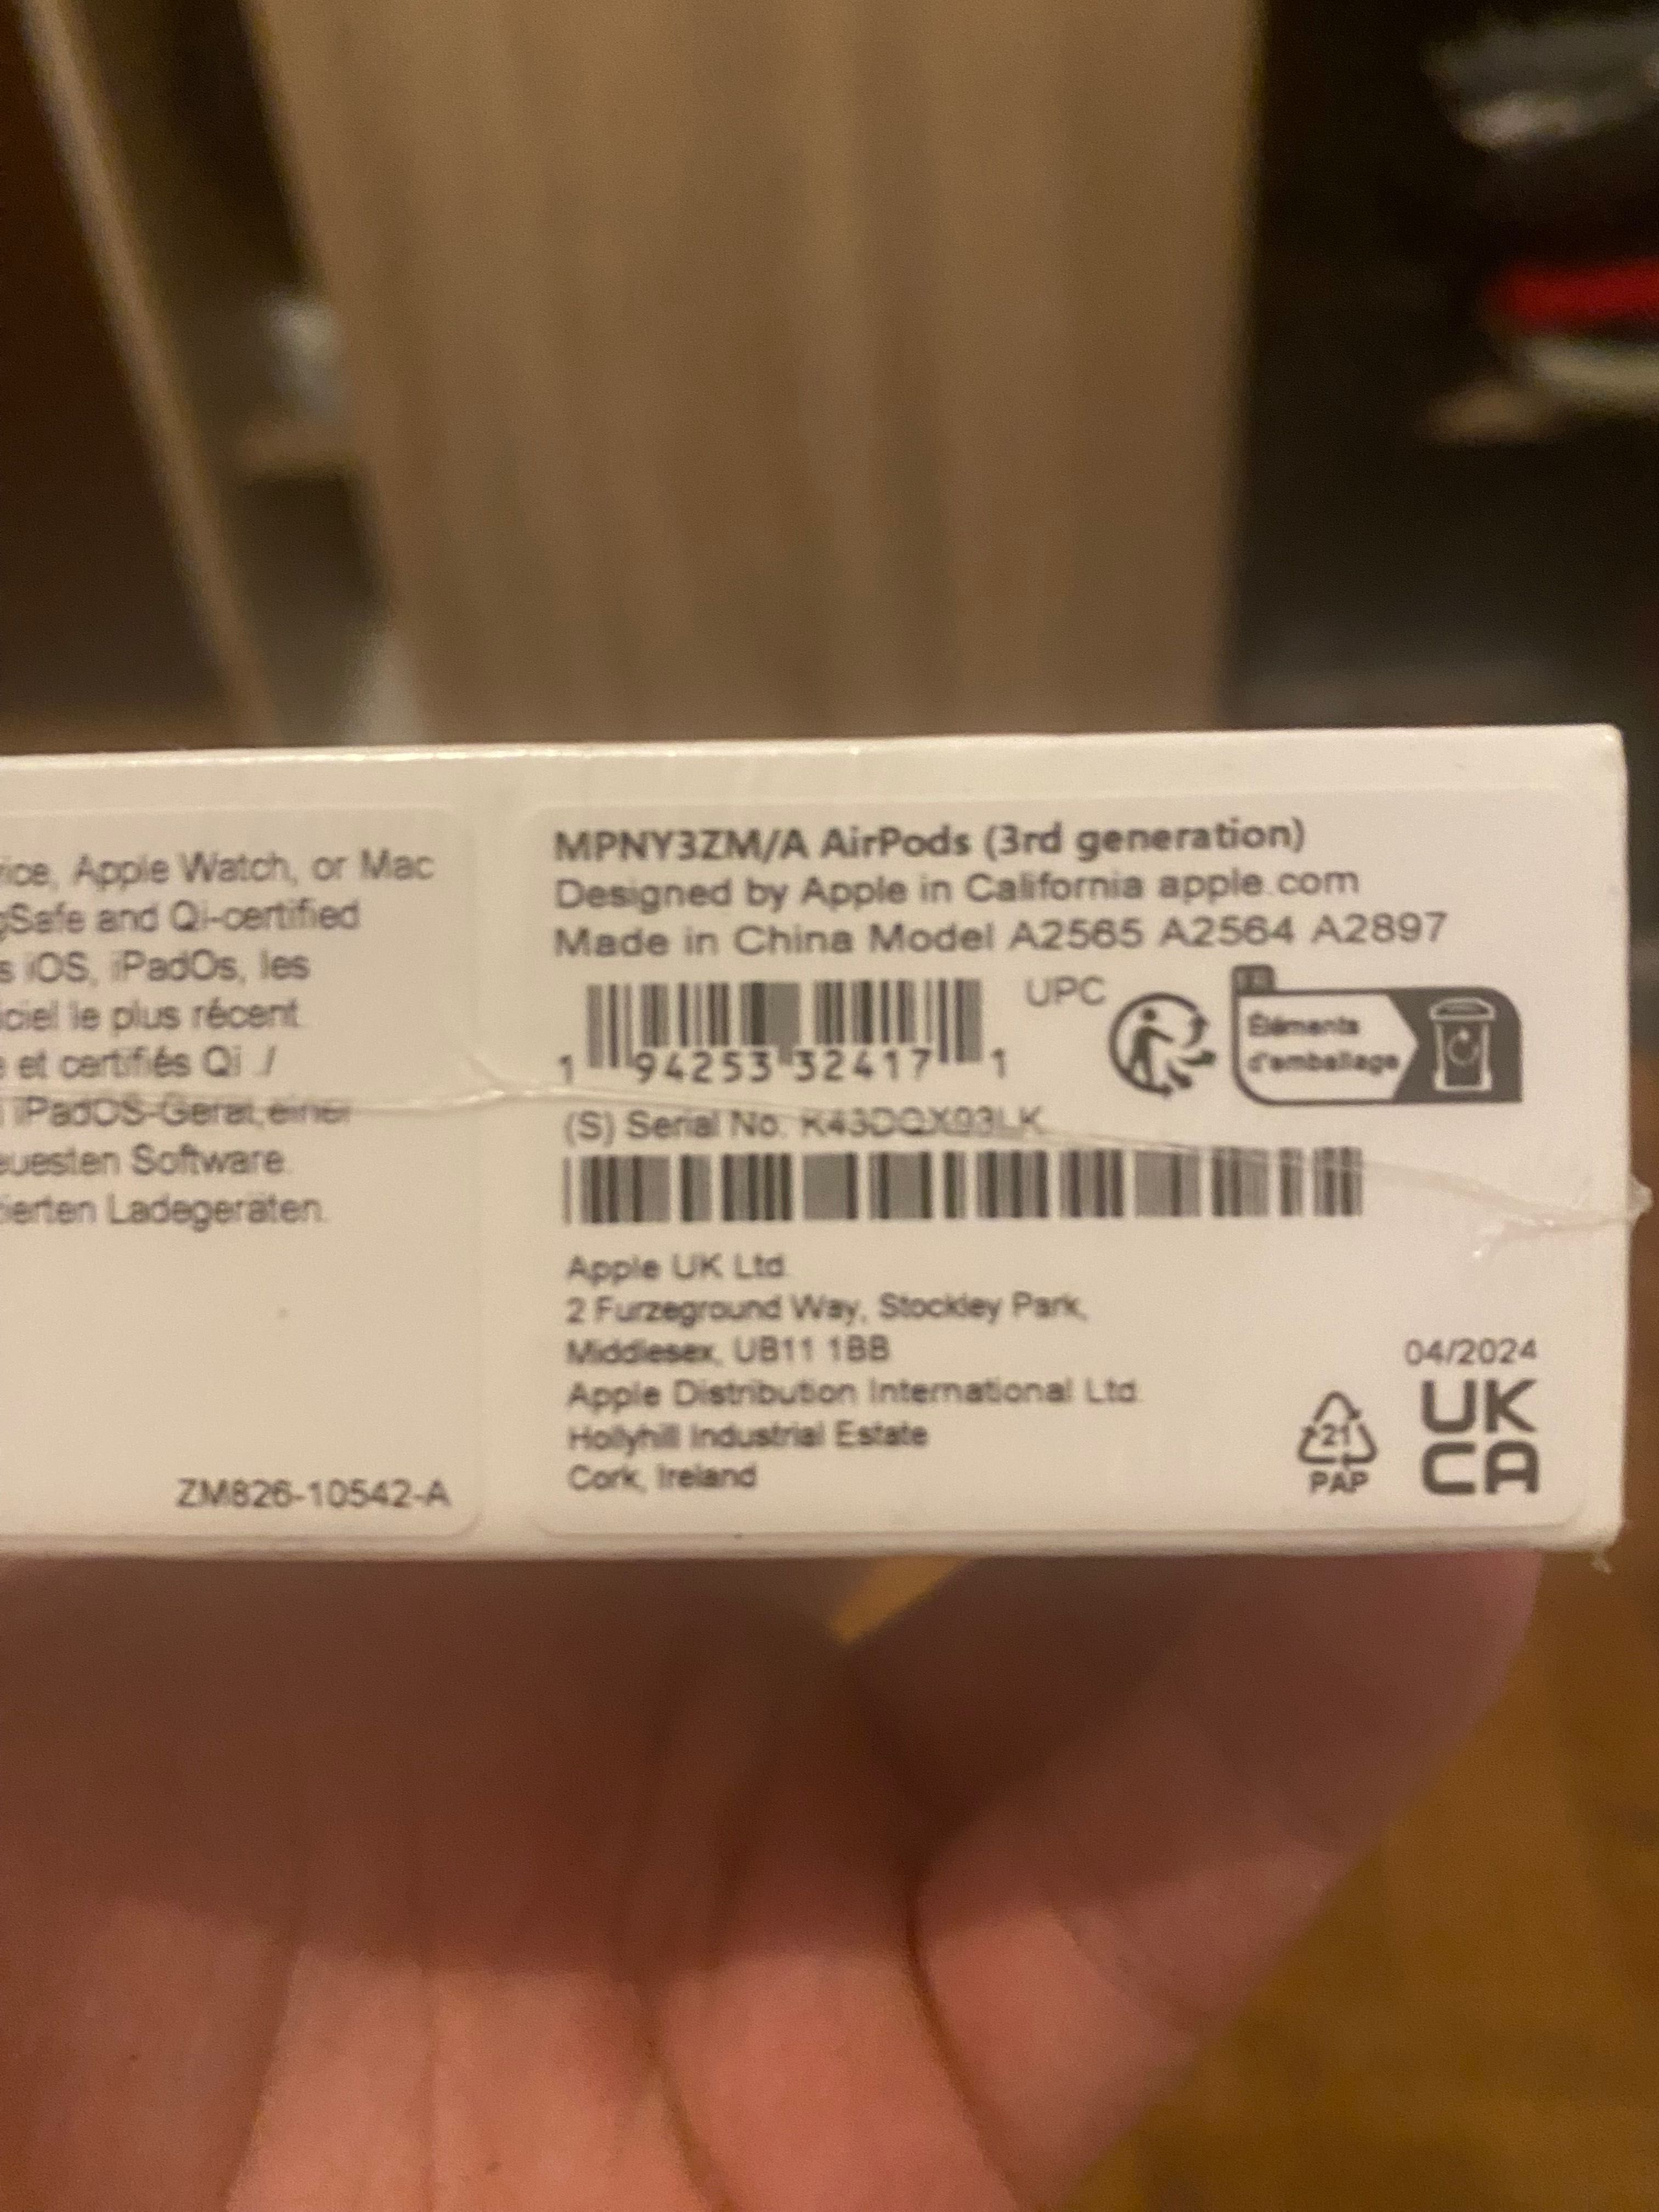 rice, Apple Watch, or Mac
gSafe and Qi-certified
s iOS, iPadOs, les
iciel le plus récent
e et certifiés Qi /
iPadOS-Gerät, einer
euesten Software.
ierten Ladegeräten.
ZM826-10542-A
MPNY3ZM/A AirPods (3rd generation)
Designed by Apple in California apple.com
Made in China Model A2565 A2564 A2897
UPC
1 94253 32417 1
FR
Éléments
d'emballage
(S) Serial No. K43DQX93LK
Apple UK Ltd.
2 Furzeground Way, Stockley Park,
Middlesex, UB11 1BB
Apple Distribution International Ltd.
Hollyhill Industrial Estate
Cork, Ireland
04/2024
21
PAP
UK
CA